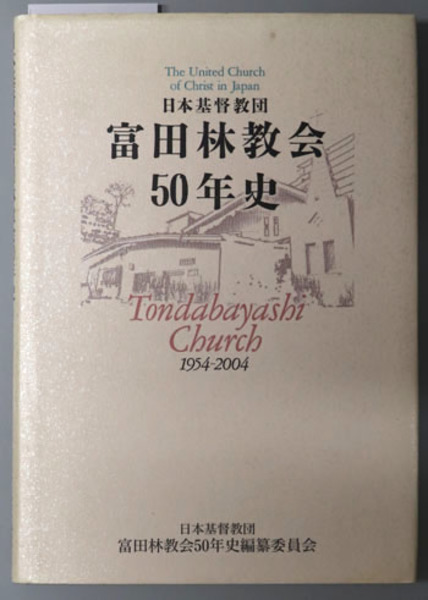 The United Church
of Christ in Japan
日本基督教団
富田林教会
50年史
Tondabayashi
Church
1954-2004
日本基督教団
富田林教会50年史編纂委員会